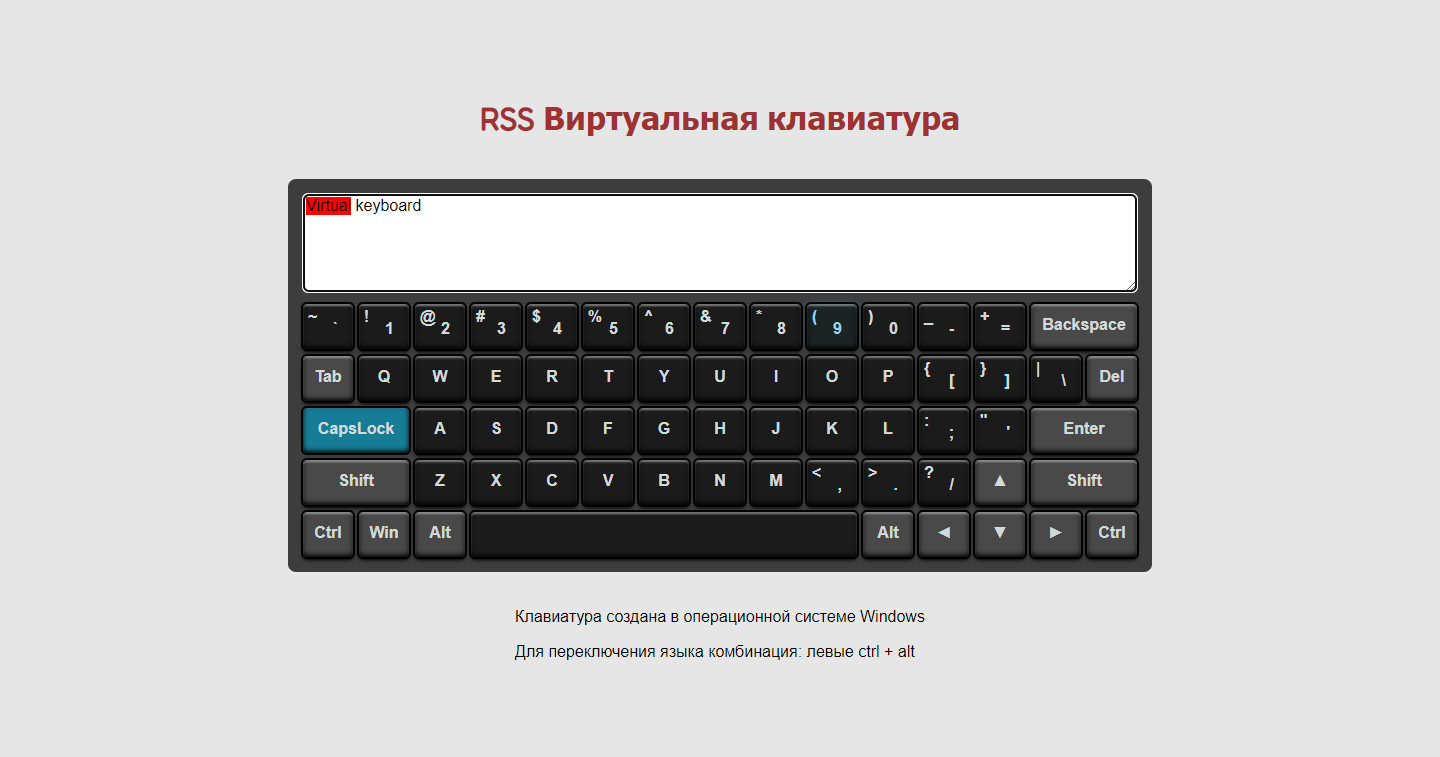 RSS Виртуальная клавиатура
Virtual keyboard
~ ` ! 1 @ 2 # 3 $ 4 % 5 ^ 6 & 7 * 8 ( 9 ) 0 _ - + = Backspace
Tab Q W E R T Y U I O P { [ } ] | \ Del
CapsLock A S D F G H J K L : ; " ' Enter
Shift Z X C V B N M < , > . ? / ▲ Shift
Ctrl Win Alt Alt ◄ ▼ ► Ctrl
Клавиатура создана в операционной системе Windows
Для переключения языка комбинация: левые ctrl + alt